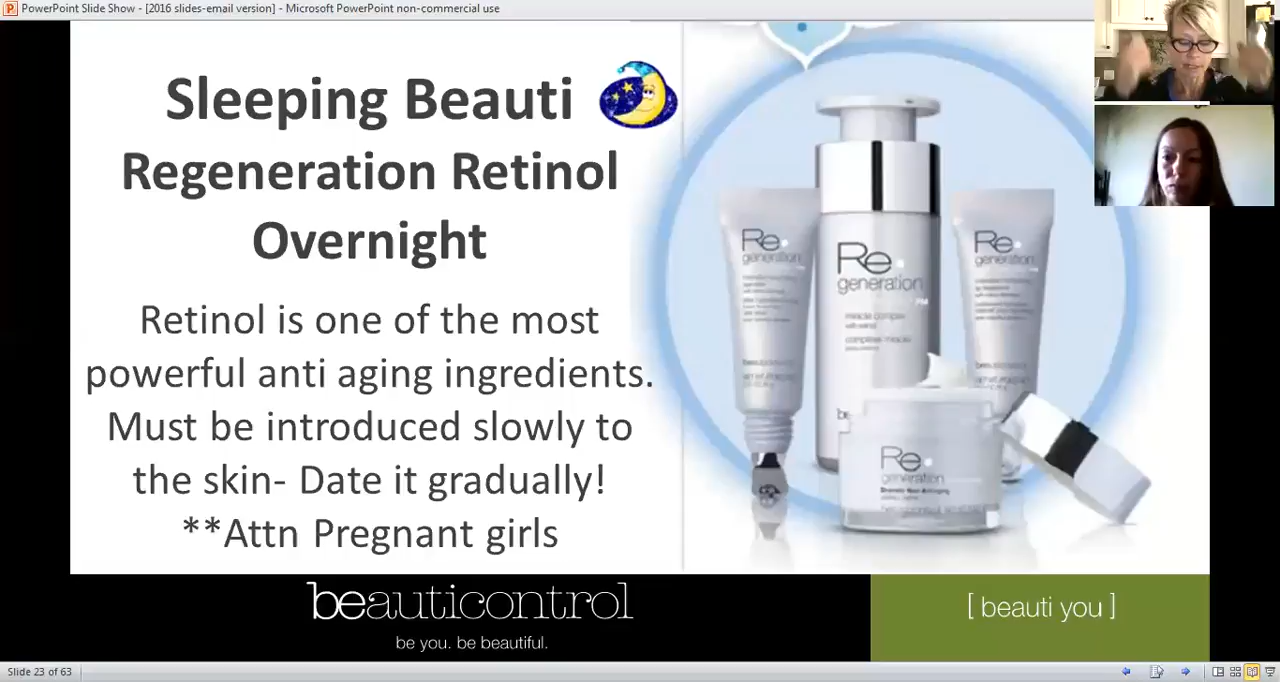 PowerPoint Slide Show - [2016 slides-email version] - Microsoft PowerPoint non-commercial use
Sleeping Beauti
Regeneration Retinol
Overnight
Retinol is one of the most
powerful anti aging ingredients.
Must be introduced slowly to
the skin- Date it gradually!
**Attn Pregnant girls
Re
generation
Re
generation
PM
miracle complex
Re
generation
Re
generation
beauticontrol
be you. be beautiful.
[ beauti you ]
Slide 23 of 63